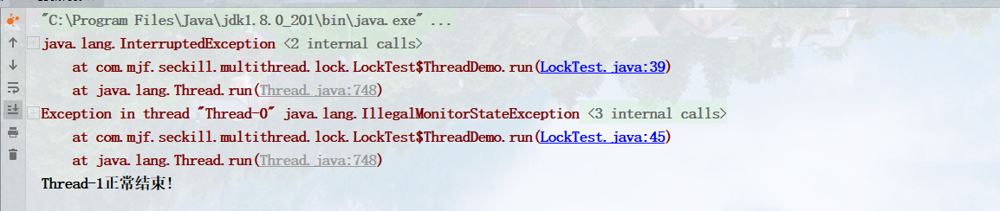 "C:\Program Files\Java\jdk1.8.0_201\bin\java.exe" ...
java.lang.InterruptedException <2 internal calls>
at com.mjf.seckill.multithread.lock.LockTest$ThreadDemo.run(LockTest.java:39)
at java.lang.Thread.run(Thread.java:748)
Exception in thread "Thread-0" java.lang.IllegalMonitorStateException <3 internal calls>
at com.mjf.seckill.multithread.lock.LockTest$ThreadDemo.run(LockTest.java:45)
at java.lang.Thread.run(Thread.java:748)
Thread-1正常结束!